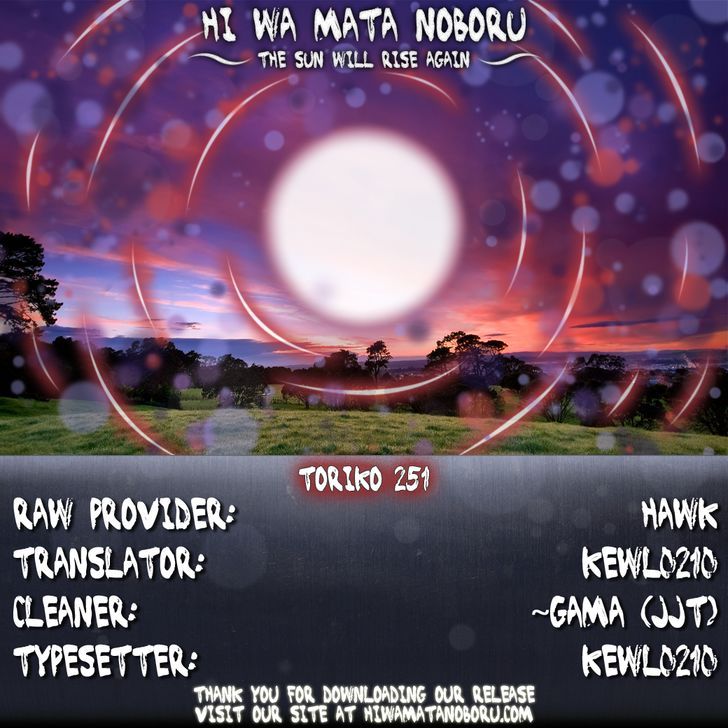 HI WA MATA NOBORU
THE SUN WILL RISE AGAIN
TORIKO 251
RAW PROVIDER: HAWK
TRANSLATOR: KEWL0210
CLEANER: ~GAMA (JJT)
TYPESETTER: KEWL0210
THANK YOU FOR DOWNLOADING OUR RELEASE
VISIT OUR SITE AT HIWAMATANOBORU.COM